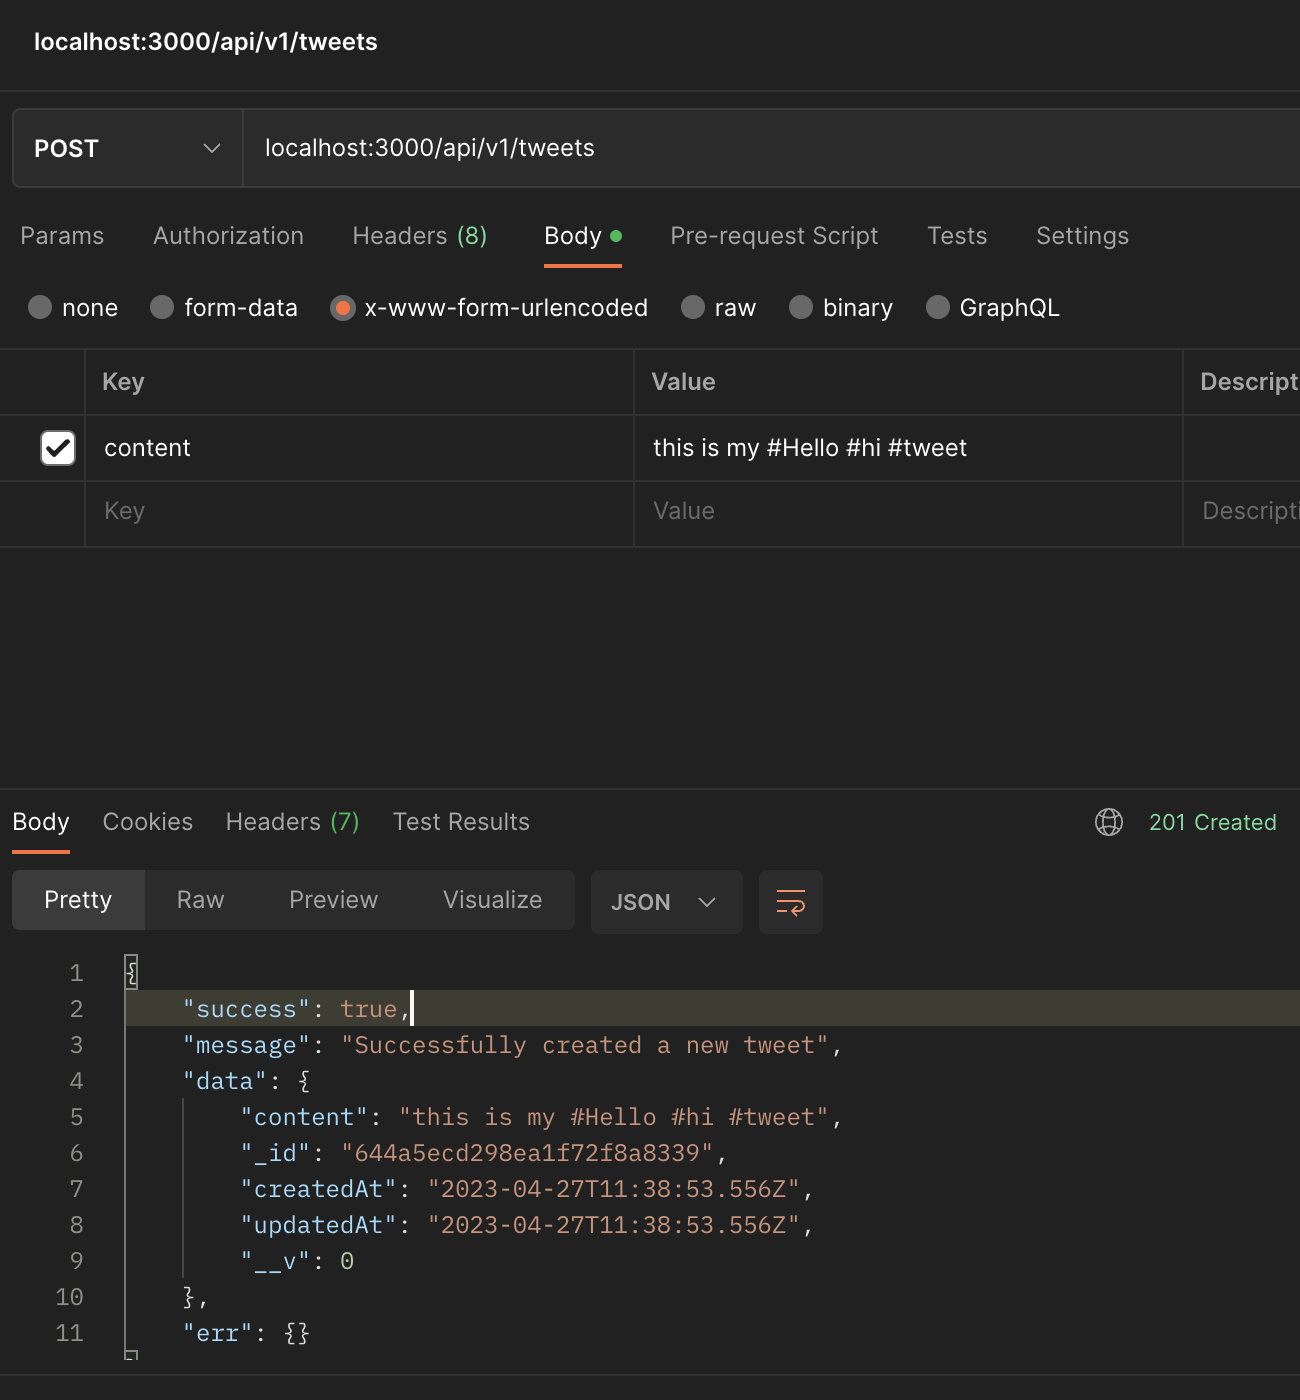 localhost:3000/api/v1/tweets
POST localhost:3000/api/v1/tweets
Params Authorization Headers (8) Body Pre-request Script Tests Settings
none form-data x-www-form-urlencoded raw binary GraphQL
Key Value Descript
content this is my #Hello #hi #tweet
Key Value Descripti
Body Cookies Headers (7) Test Results 201 Created
Pretty Raw Preview Visualize JSON
1 {
2 "success": true,
3 "message": "Successfully created a new tweet",
4 "data": {
5 "content": "this is my #Hello #hi #tweet",
6 "_id": "644a5ecd298ea1f72f8a8339",
7 "createdAt": "2023-04-27T11:38:53.556Z",
8 "updatedAt": "2023-04-27T11:38:53.556Z",
9 "__v": 0
10 },
11 "err": {}